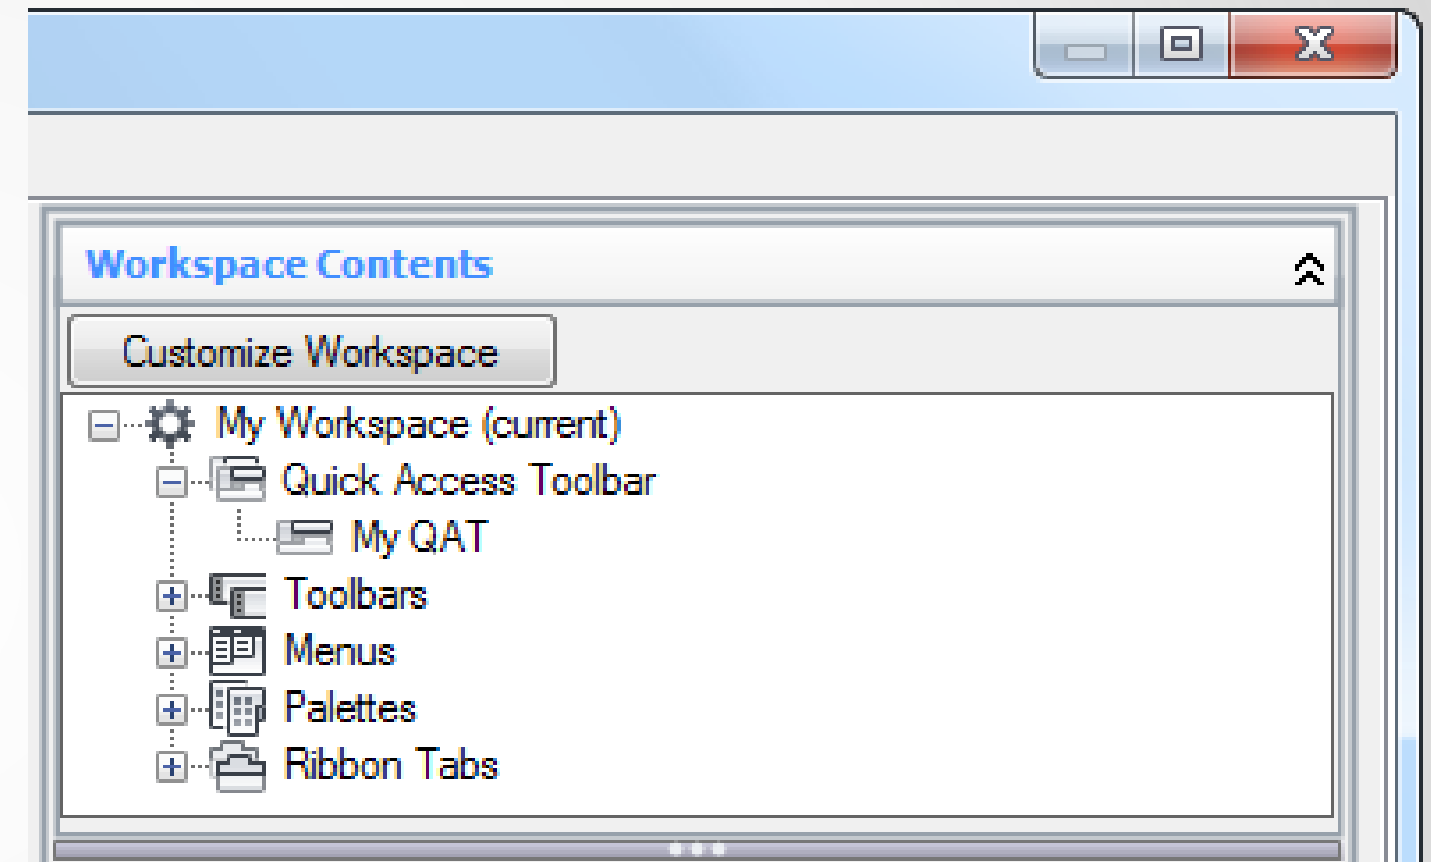 Workspace Contents
Customize Workspace
My Workspace (current)
Quick Access Toolbar
My QAT
Toolbars
Menus
Palettes
Ribbon Tabs